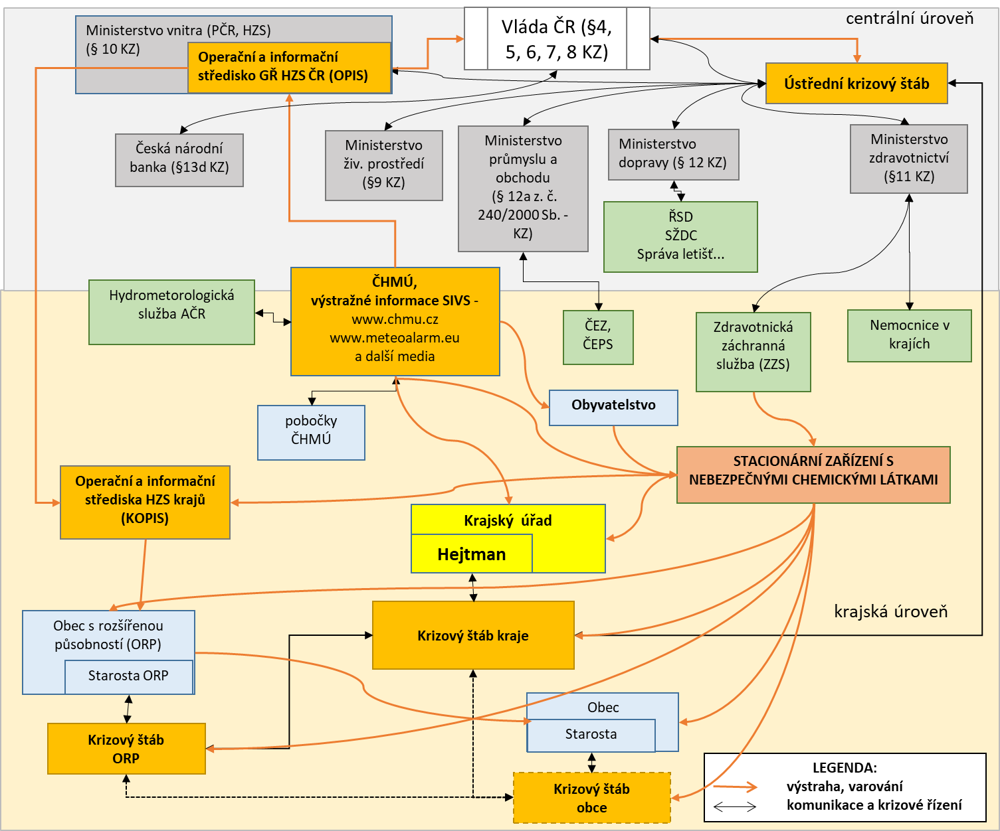 centrální úroveň
Ministerstvo vnitra (PČR, HZS)
(§ 10 KZ)
Operační a informační
středisko GŘ HZS ČR (OPIS)
Vláda ČR (§4,
5, 6, 7, 8 KZ)
Ústřední krizový štáb
Česká národní
banka (§13d KZ)
Ministerstvo
živ. prostředí
(§9 KZ)
Ministerstvo
průmyslu a
obchodu
(§ 12a z. č.
240/2000 Sb. -
KZ)
Ministerstvo
dopravy (§ 12 KZ)
Ministerstvo
zdravotnictví
(§11 KZ)
ŘSD
SŽDC
Správa letišť...
Hydrometorologická
služba AČR
ČHMÚ,
výstražné informace SIVS -
www.chmu.cz
www.meteoalarm.eu
a další media
ČEZ,
ČEPS
Zdravotnická
záchranná
služba (ZZS)
Nemocnice v
krajích
pobočky
ČHMÚ
Obyvatelstvo
STACIONÁRNÍ ZAŘÍZENÍ S
NEBEZPEČNÝMI CHEMICKÝMI LÁTKAMI
Operační a informační
střediska HZS krajů
(KOPIS)
Krajský úřad
Hejtman
krajská úroveň
Obec s rozšířenou
působností (ORP)
Starosta ORP
Krizový štáb kraje
Krizový štáb
ORP
Obec
Starosta
Krizový štáb
obce
LEGENDA:
výstraha, varování
komunikace a krizové řízení